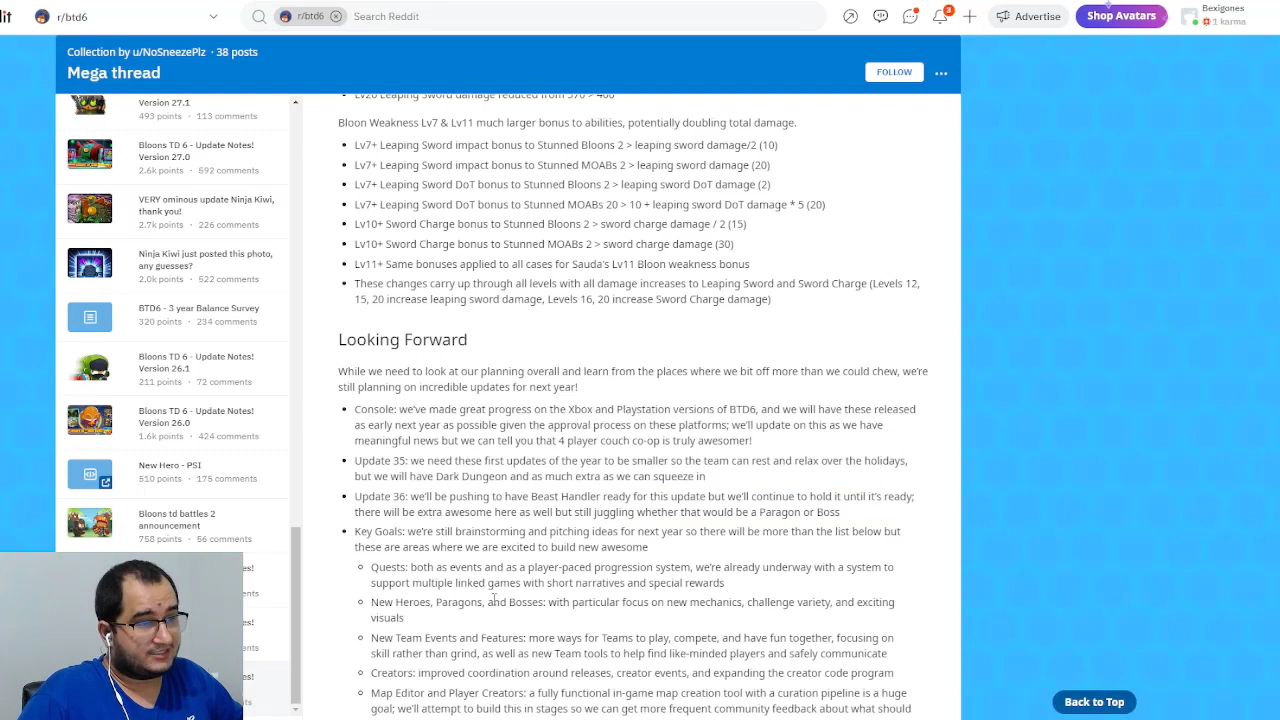 it
r/btd6
r/btd6
Search Reddit
3
Advertise
Shop Avatars
Bexigones
1 karma
Collection by u/NoSneezePlz · 38 posts
Mega thread
FOLLOW
Version 27.1
493 points · 113 comments
Bloons TD 6 - Update Notes!
Version 27.0
2.6k points · 592 comments
VERY ominous update Ninja Kiwi,
thank you!
2.7k points · 226 comments
Ninja Kiwi just posted this photo,
any guesses?
2.0k points · 522 comments
BTD6 - 3 year Balance Survey
320 points · 234 comments
Bloons TD 6 - Update Notes!
Version 26.1
211 points · 72 comments
Bloons TD 6 - Update Notes!
Version 26.0
1.6k points · 424 comments
New Hero - PSI
510 points · 175 comments
Bloons td battles 2
announcement
758 points · 56 comments
es!
ents
es!
ents
es!
nts
Lv20 Leaping Sword damage reduced from
Bloon Weakness Lv7 & Lv11 much larger bonus to abilities, potentially doubling total damage.
Lv7+ Leaping Sword impact bonus to Stunned Bloons 2 > leaping sword damage/2 (10)
Lv7+ Leaping Sword impact bonus to Stunned MOABs 2 > leaping sword damage (20)
Lv7+ Leaping Sword DoT bonus to Stunned Bloons 2 > leaping sword DoT damage (2)
Lv7+ Leaping Sword DoT bonus to Stunned MOABs 20 > 10 + leaping sword DoT damage * 5 (20)
Lv10+ Sword Charge bonus to Stunned Bloons 2 > sword charge damage / 2 (15)
Lv10+ Sword Charge bonus to Stunned MOABs 2 > sword charge damage (30)
Lv11+ Same bonuses applied to all cases for Sauda's Lv11 Bloon weakness bonus
These changes carry up through all levels with all damage increases to Leaping Sword and Sword Charge (Levels 12,
15, 20 increase leaping sword damage, Levels 16, 20 increase Sword Charge damage)
Looking Forward
While we need to look at our planning overall and learn from the places where we bit off more than we could chew, we're
still planning on incredible updates for next year!
Console: we've made great progress on the Xbox and Playstation versions of BTD6, and we will have these released
as early next year as possible given the approval process on these platforms; we'll update on this as we have
meaningful news but we can tell you that 4 player couch co-op is truly awesomer!
Update 35: we need these first updates of the year to be smaller so the team can rest and relax over the holidays,
but we will have Dark Dungeon and as much extra as we can squeeze in
Update 36: we'll be pushing to have Beast Handler ready for this update but we'll continue to hold it until it's ready;
there will be extra awesome here as well but still juggling whether that would be a Paragon or Boss
Key Goals: we're still brainstorming and pitching ideas for next year so there will be more than the list below but
these are areas where we are excited to build new awesome
Quests: both as events and as a player-paced progression system, we're already underway with a system to
support multiple linked games with short narratives and special rewards
New Heroes, Paragons, and Bosses: with particular focus on new mechanics, challenge variety, and exciting
visuals
New Team Events and Features: more ways for Teams to play, compete, and have fun together, focusing on
skill rather than grind, as well as new Team tools to help find like-minded players and safely communicate
Creators: improved coordination around releases, creator events, and expanding the creator code program
Map Editor and Player Creators: a fully functional in-game map creation tool with a curation pipeline is a huge
goal; we'll attempt to build this in stages so we can get more frequent community feedback about what should
Back to Top